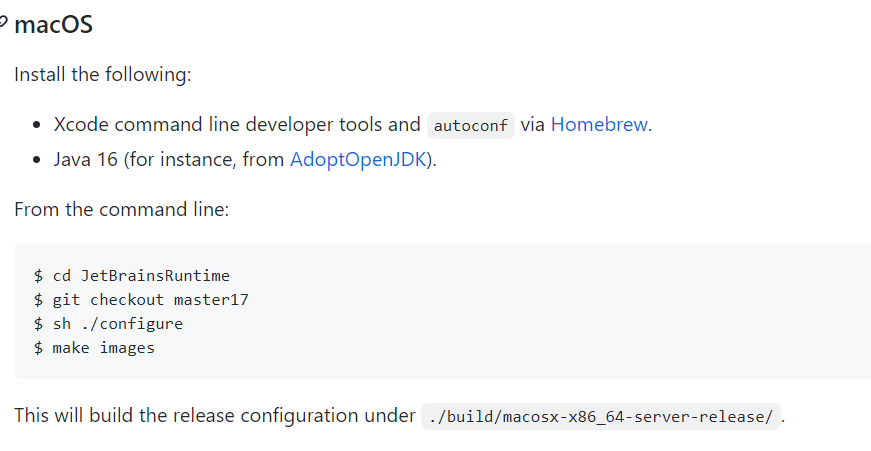 macOS
Install the following:
• Xcode command line developer tools and autoconf via Homebrew.
• Java 16 (for instance, from AdoptOpenJDK).
From the command line:
$ cd JetBrainsRuntime
$ git checkout master17
$ sh ./configure
$ make images
This will build the release configuration under ./build/macosx-x86_64-server-release/.